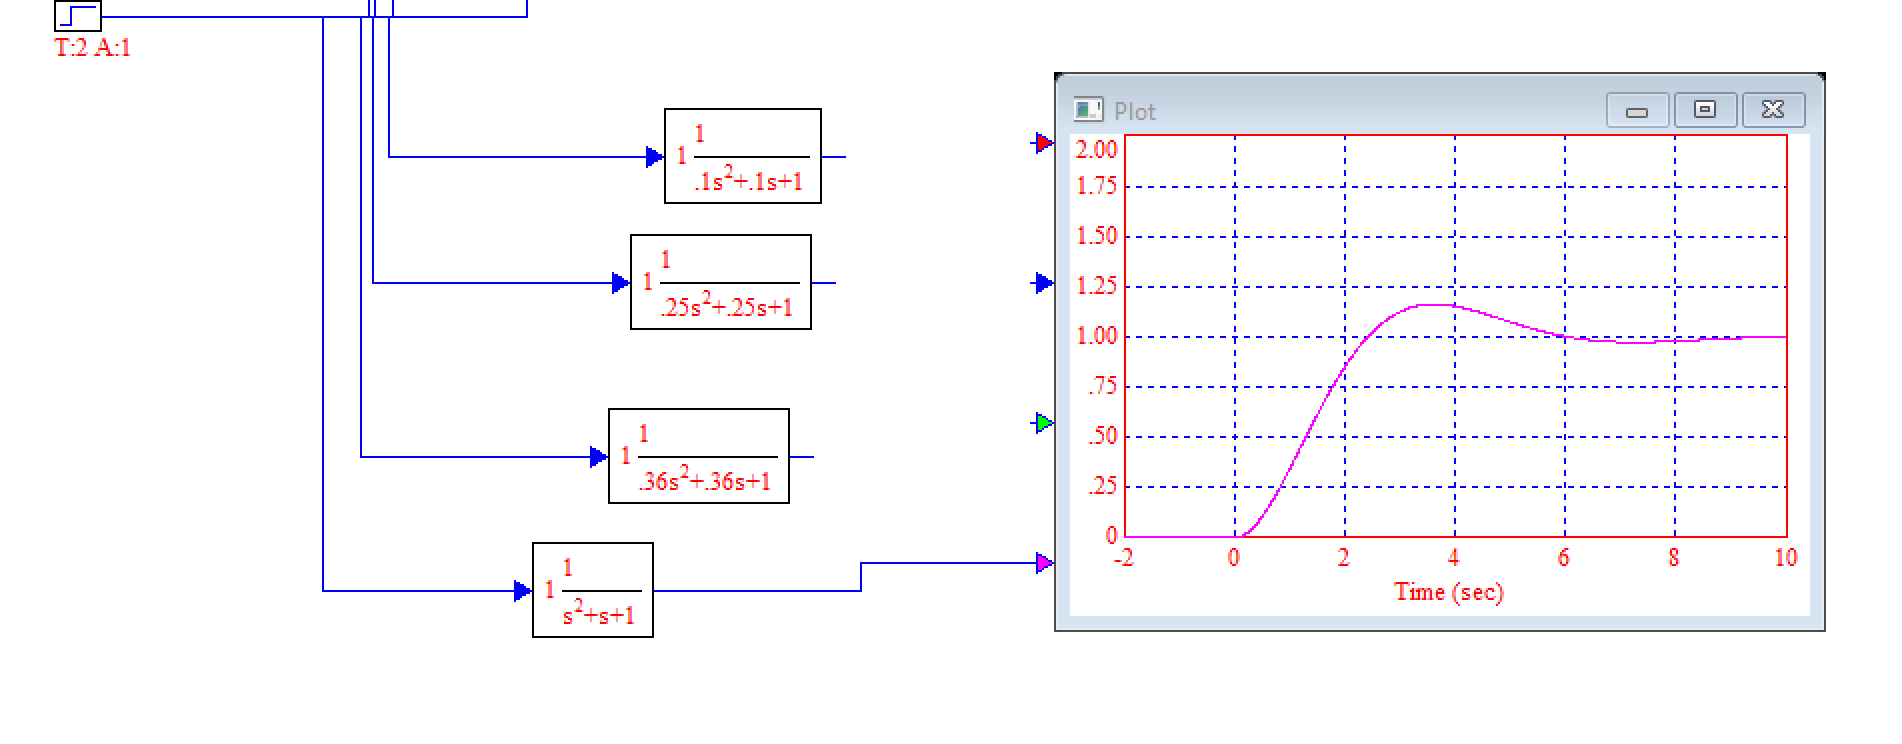 T:2 A:1
1 1
.1s²+.1s+1
1 1
.25s²+.25s+1
1 1
.36s²+.36s+1
1 1
s²+s+1
Plot
2.00
1.75
1.50
1.25
1.00
.75
.50
.25
0
-2 0 2 4 6 8 10
Time (sec)